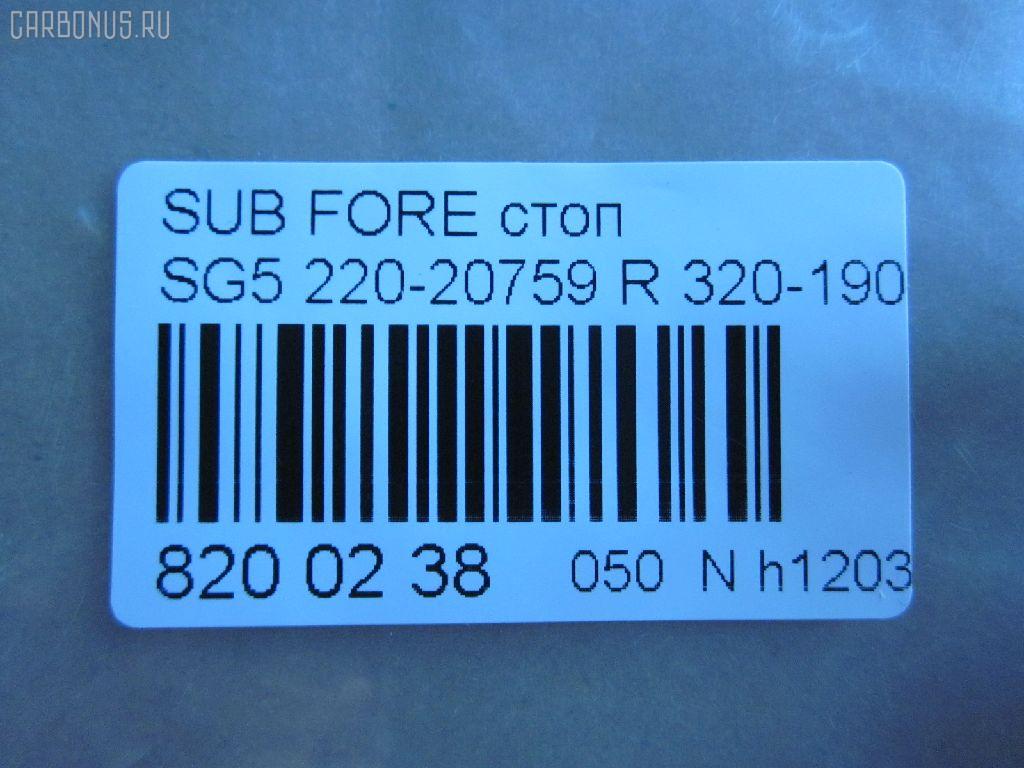 CARBONUS.RU
SUB FORE стоп
SG5 220-20759 R 320-190
820 02 38 050 N h1203